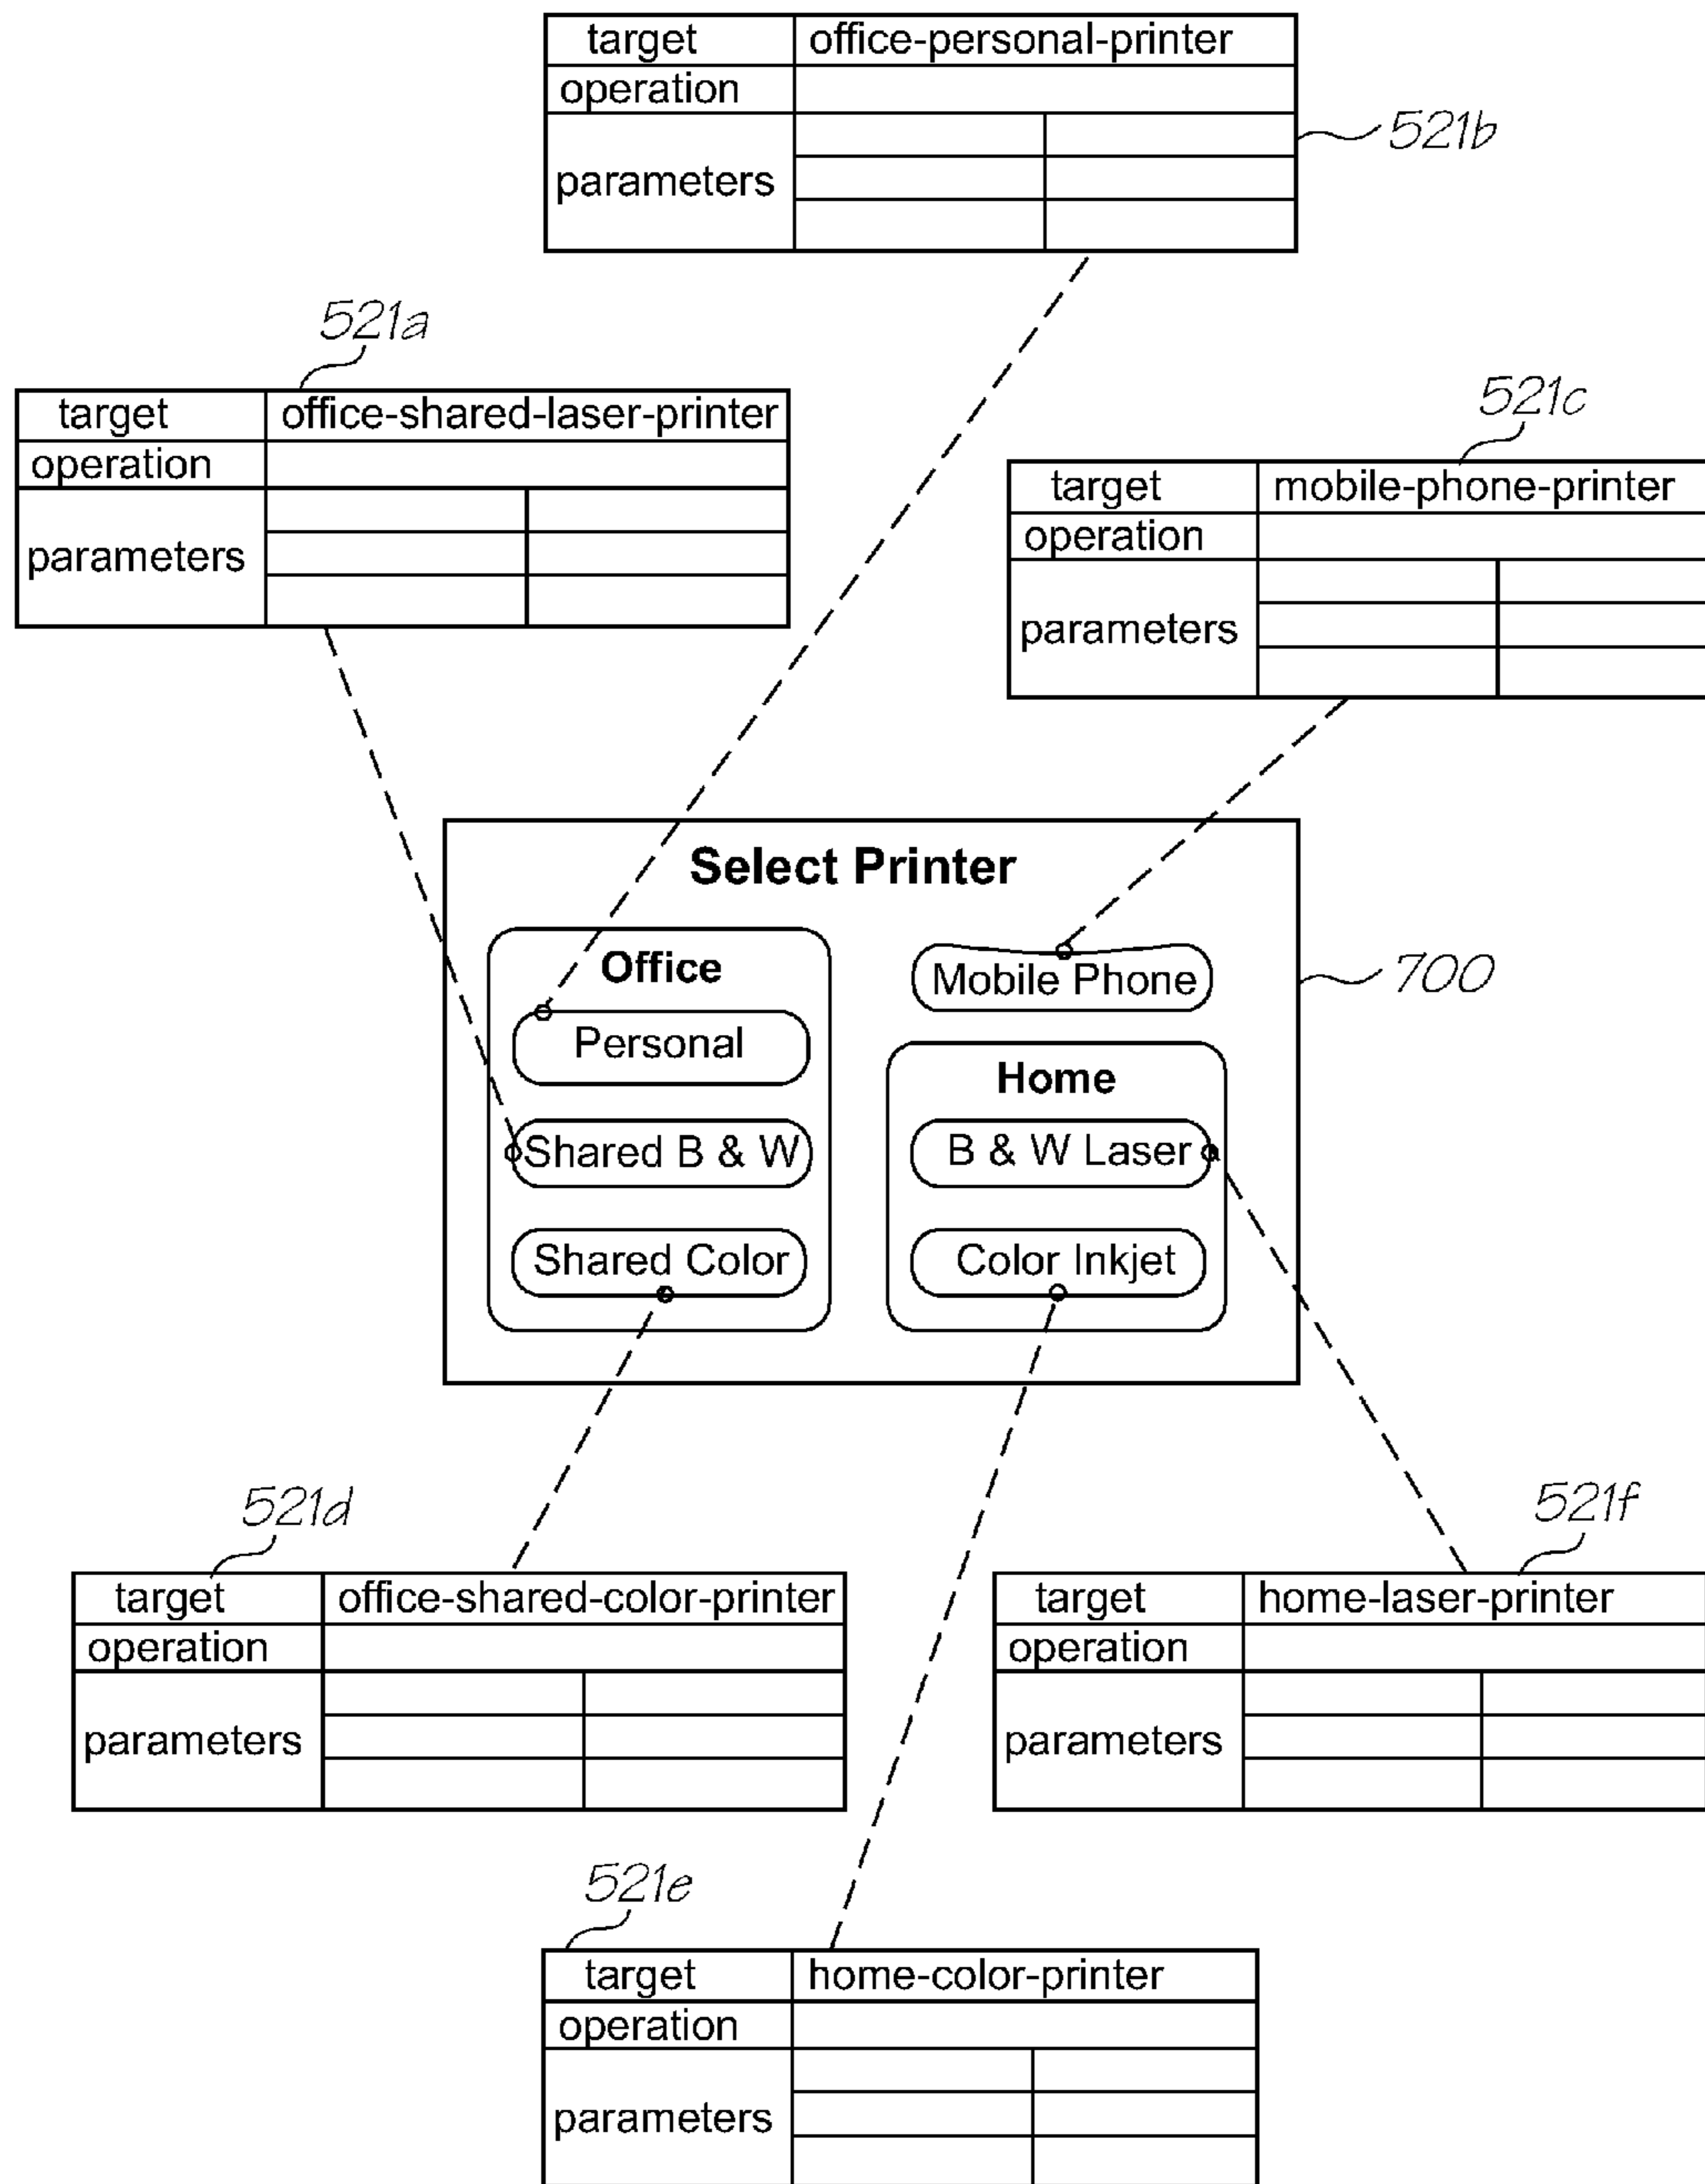 target office-personal-printer
operation
parameters
521b
521a
target office-shared-laser-printer
operation
parameters
521c
target mobile-phone-printer
operation
parameters
Select Printer
Office
Personal
Shared B & W
Shared Color
Mobile Phone
Home
B & W Laser
Color Inkjet
700
521d
target office-shared-color-printer
operation
parameters
521f
target home-laser-printer
operation
parameters
521e
target home-color-printer
operation
parameters